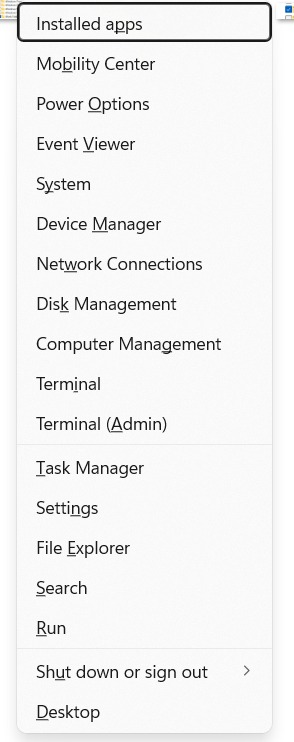 Installed apps
Mobility Center
Power Options
Event Viewer
System
Device Manager
Network Connections
Disk Management
Computer Management
Terminal
Terminal (Admin)
Task Manager
Settings
File Explorer
Search
Run
Shut down or sign out
Desktop